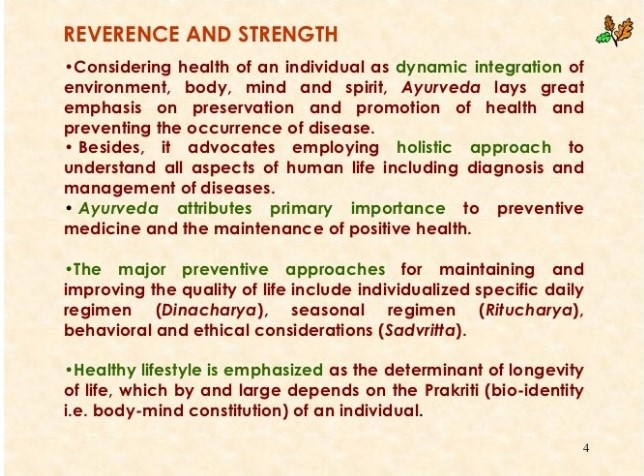 REVERENCE AND STRENGTH
•Considering health of an individual as dynamic integration of
environment, body, mind and spirit, Ayurveda lays great
emphasis on preservation and promotion of health and
preventing the occurrence of disease.
• Besides, it advocates employing holistic approach to
understand all aspects of human life including diagnosis and
management of diseases.
• Ayurveda attributes primary importance to preventive
medicine and the maintenance of positive health.
•The major preventive approaches for maintaining and
improving the quality of life include individualized specific daily
regimen (Dinacharya), seasonal regimen (Ritucharya),
behavioral and ethical considerations (Sadvritta).
•Healthy lifestyle is emphasized as the determinant of longevity
of life, which by and large depends on the Prakriti (bio-identity
i.e. body-mind constitution) of an individual.
4